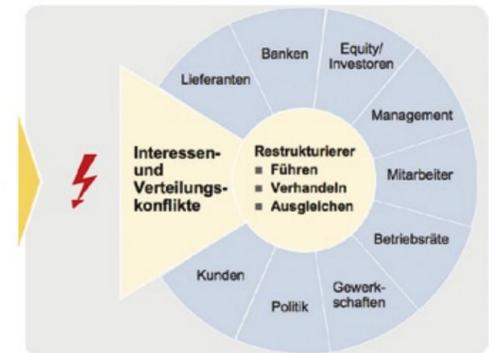 Banken
Equity/
Investoren
Lieferanten
Management
Interessen-
und
Verteilungs-
konflikte
Restrukturierer
▪ Führen
▪ Verhandeln
▪ Ausgleichen
Mitarbeiter
Betriebsräte
Kunden
Gewerk-
schaften
Politik